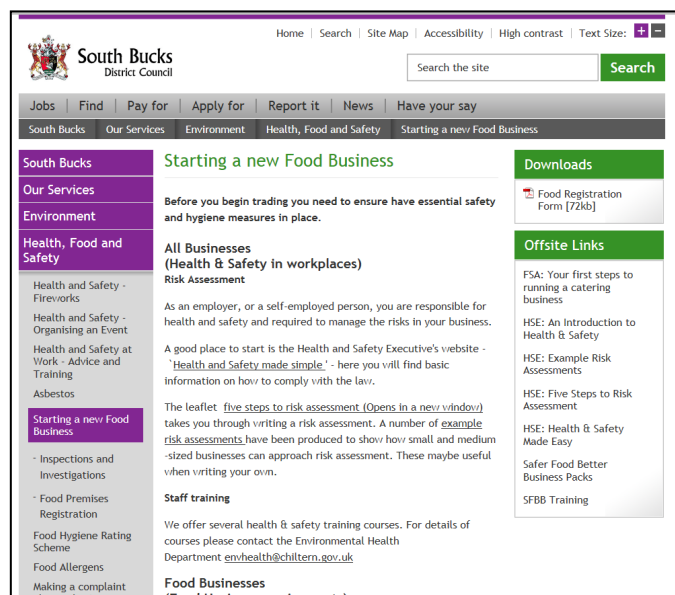 Home | Search | Site Map | Accessibility | High contrast | Text Size: + -
South Bucks
District Council
Search the site
Search
Jobs | Find | Pay for | Apply for | Report it | News | Have your say
South Bucks Our Services Environment Health, Food and Safety Starting a new Food Business
South Bucks
Our Services
Environment
Health, Food and
Safety
Health and Safety -
Fireworks
Health and Safety -
Organising an Event
Health and Safety at
Work - Advice and
Training
Asbestos
Starting a new Food
Business
- Inspections and
Investigations
- Food Premises
Registration
Food Hygiene Rating
Scheme
Food Allergens
Making a complaint
Starting a new Food Business
Before you begin trading you need to ensure have essential safety
and hygiene measures in place.
All Businesses
(Health & Safety in workplaces)
Risk Assessment
As an employer, or a self-employed person, you are responsible for
health and safety and required to manage the risks in your business.
A good place to start is the Health and Safety Executive's website -
`Health and Safety made simple ' - here you will find basic
information on how to comply with the law.
The leaflet five steps to risk assessment (Opens in a new window)
takes you through writing a risk assessment. A number of example
risk assessments have been produced to show how small and medium
-sized businesses can approach risk assessment. These maybe useful
when writing your own.
Staff training
We offer several health & safety training courses. For details of
courses please contact the Environmental Health
Department envhealth@chiltern.gov.uk
Food Businesses
Downloads
Food Registration
Form [72kb]
Offsite Links
FSA: Your first steps to
running a catering
business
HSE: An Introduction to
Health & Safety
HSE: Example Risk
Assessments
HSE: Five Steps to Risk
Assessment
HSE: Health & Safety
Made Easy
Safer Food Better
Business Packs
SFBB Training